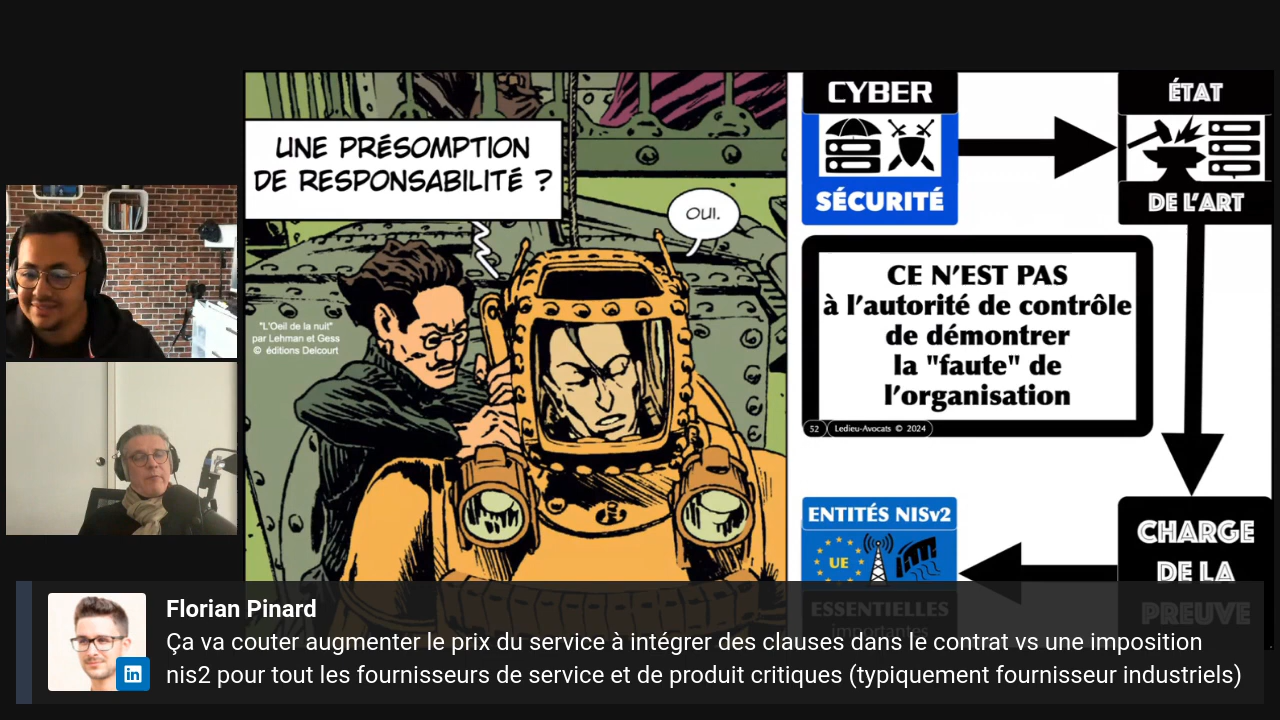 UNE PRÉSOMPTION
DE RESPONSABILITÉ ?
OUI.
"L'Oeil de la nuit"
par Lehman et Gess
© éditions Delcourt
CYBER
SÉCURITÉ
ÉTAT
DE L'ART
CE N'EST PAS
à l'autorité de contrôle
de démontrer
la "faute" de
l'organisation
52 Ledieu-Avocats © 2024
ENTITÉS NISv2
UE
ESSENTIELLES
importantes
CHARGE
DE LA
PREUVE
Florian Pinard
Ça va couter augmenter le prix du service à intégrer des clauses dans le contrat vs une imposition
nis2 pour tout les fournisseurs de service et de produit critiques (typiquement fournisseur industriels)
in